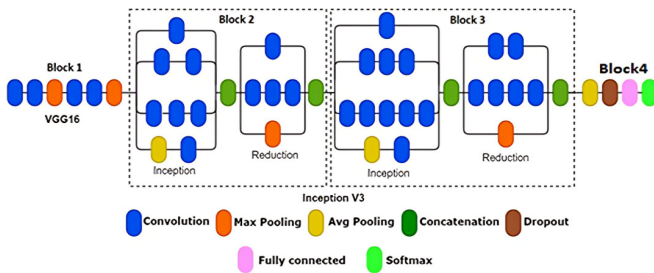 Block 2
Block 3
Block 1
Block4
VGG16
Inception
Reduction
Inception
Reduction
Inception V3
Convolution
Max Pooling
Avg Pooling
Concatenation
Dropout
Fully connected
Softmax